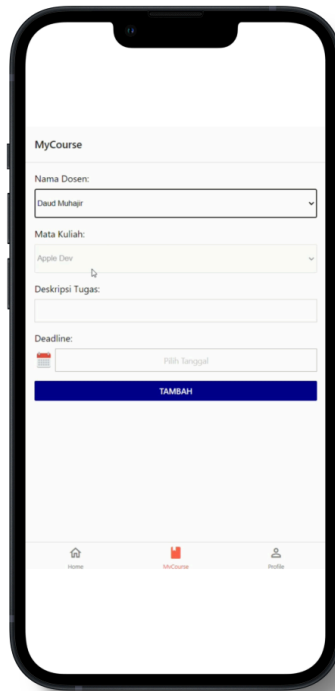 MyCourse
Nama Dosen:
Daud Muhajir
Mata Kuliah:
Apple Dev
Deskripsi Tugas:
Deadline:
Pilih Tanggal
TAMBAH
Home
MyCourse
Profile